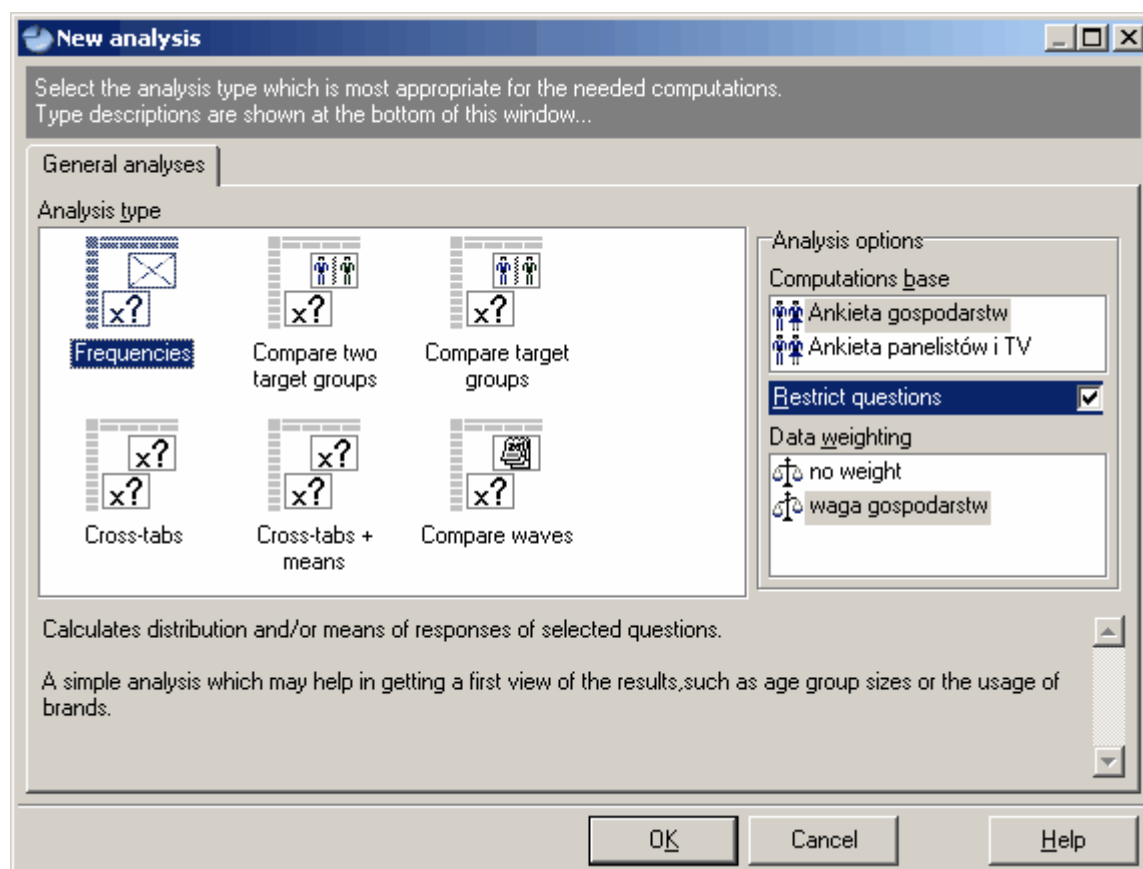 New analysis
Select the analysis type which is most appropriate for the needed computations.
Type descriptions are shown at the bottom of this window...
General analyses
Analysis type
Frequencies
Compare two
target groups
Compare target
groups
Cross-tabs
Cross-tabs +
means
Compare waves
Analysis options
Computations base
Ankieta gospodarstw
Ankieta panelistów i TV
Restrict questions
Data weighting
no weight
waga gospodarstw
Calculates distribution and/or means of responses of selected questions.
A simple analysis which may help in getting a first view of the results,such as age group sizes or the usage of
brands.
OK
Cancel
Help